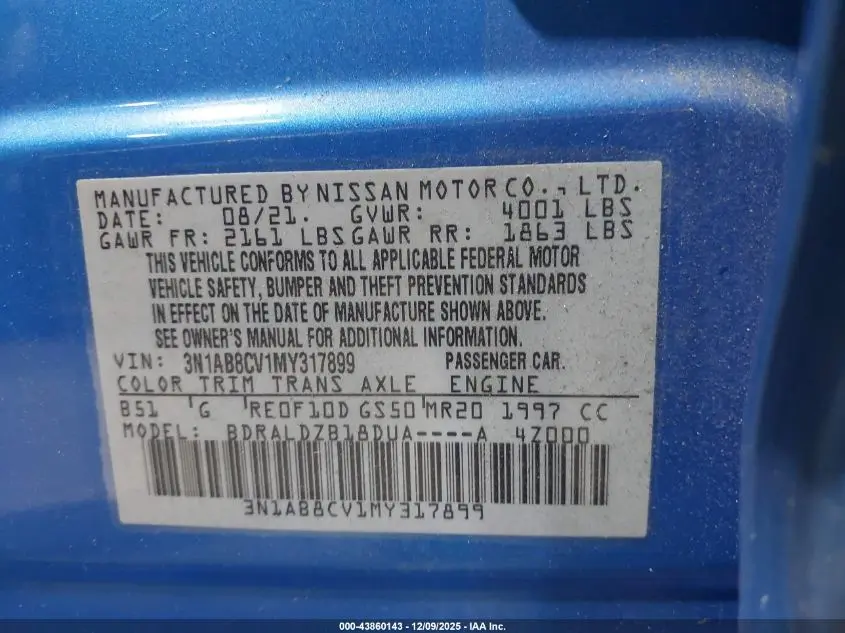 MANUFACTURED BY NISSAN MOTOR CO., LTD.
DATE: 08/21. GVWR: 4001 LBS
GAWR FR: 2161 LBS GAWR RR: 1863 LBS
THIS VEHICLE CONFORMS TO ALL APPLICABLE FEDERAL MOTOR
VEHICLE SAFETY, BUMPER AND THEFT PREVENTION STANDARDS
IN EFFECT ON THE DATE OF MANUFACTURE SHOWN ABOVE.
SEE OWNER'S MANUAL FOR ADDITIONAL INFORMATION.
VIN: 3N1AB8CV1MY317899 PASSENGER CAR.
COLOR TRIM TRANS AXLE ENGINE
B51 G RE0F10D GS50 MR20 1997 CC
MODEL: BDRALDZB18DUA----A 4Z000
3N1AB8CV1MY317899
000-43860143 - 12/09/2025 - IAA Inc.